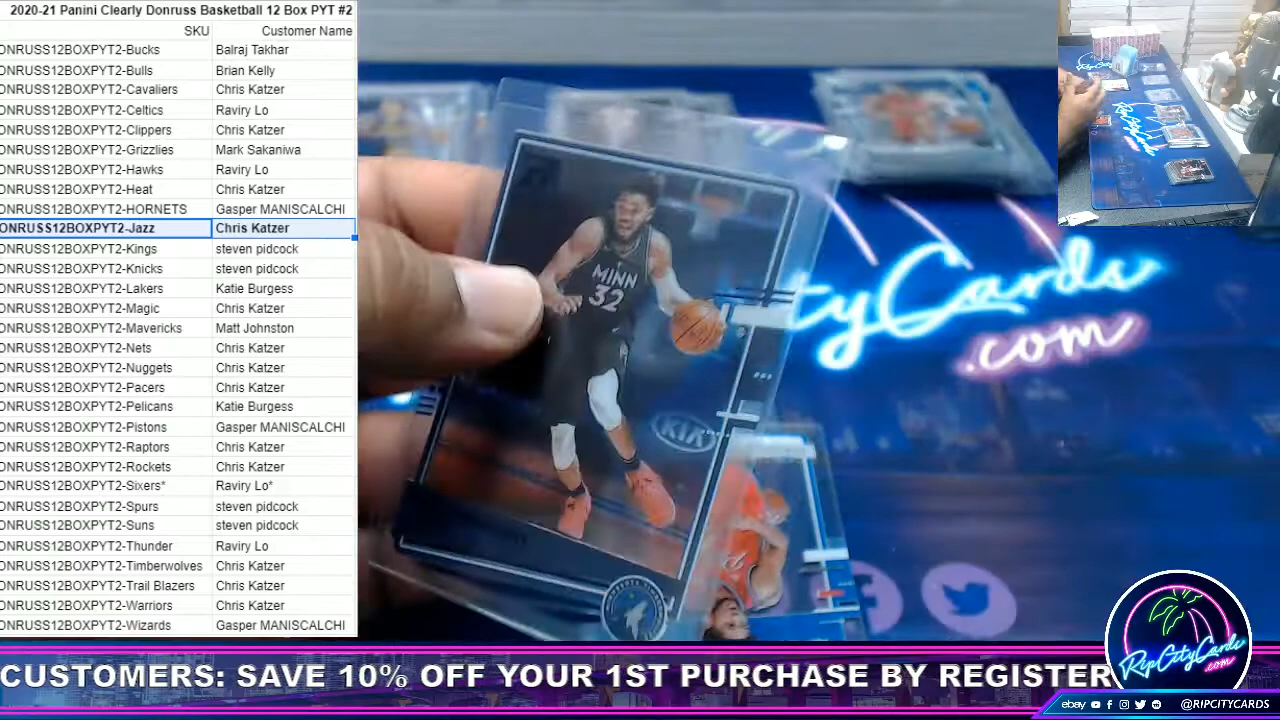 2020-21 Panini Clearly Donruss Basketball 12 Box PYT #2
SKU Customer Name
ONRUSS12BOXPYT2-Bucks Balraj Takhar
ONRUSS12BOXPYT2-Bulls Brian Kelly
ONRUSS12BOXPYT2-Cavaliers Chris Katzer
ONRUSS12BOXPYT2-Celtics Raviry Lo
ONRUSS12BOXPYT2-Clippers Chris Katzer
ONRUSS12BOXPYT2-Grizzlies Mark Sakaniwa
ONRUSS12BOXPYT2-Hawks Raviry Lo
ONRUSS12BOXPYT2-Heat Chris Katzer
ONRUSS12BOXPYT2-HORNETS Gasper MANISCALCHI
ONRUSS12BOXPYT2-Jazz Chris Katzer
ONRUSS12BOXPYT2-Kings steven pidcock
ONRUSS12BOXPYT2-Knicks steven pidcock
ONRUSS12BOXPYT2-Lakers Katie Burgess
ONRUSS12BOXPYT2-Magic Chris Katzer
ONRUSS12BOXPYT2-Mavericks Matt Johnston
ONRUSS12BOXPYT2-Nets Chris Katzer
ONRUSS12BOXPYT2-Nuggets Chris Katzer
ONRUSS12BOXPYT2-Pacers Chris Katzer
ONRUSS12BOXPYT2-Pelicans Katie Burgess
ONRUSS12BOXPYT2-Pistons Gasper MANISCALCHI
ONRUSS12BOXPYT2-Raptors Chris Katzer
ONRUSS12BOXPYT2-Rockets Chris Katzer
ONRUSS12BOXPYT2-Sixers* Raviry Lo*
ONRUSS12BOXPYT2-Spurs steven pidcock
ONRUSS12BOXPYT2-Suns steven pidcock
ONRUSS12BOXPYT2-Thunder Raviry Lo
ONRUSS12BOXPYT2-Timberwolves Chris Katzer
ONRUSS12BOXPYT2-Trail Blazers Chris Katzer
ONRUSS12BOXPYT2-Warriors Chris Katzer
ONRUSS12BOXPYT2-Wizards Gasper MANISCALCHI
MINN
32
KIA
tyCards
.com
CUSTOMERS: SAVE 10% OFF YOUR 1ST PURCHASE BY REGISTER
RipCityCards
.com
ebay @RIPCITYCARDS